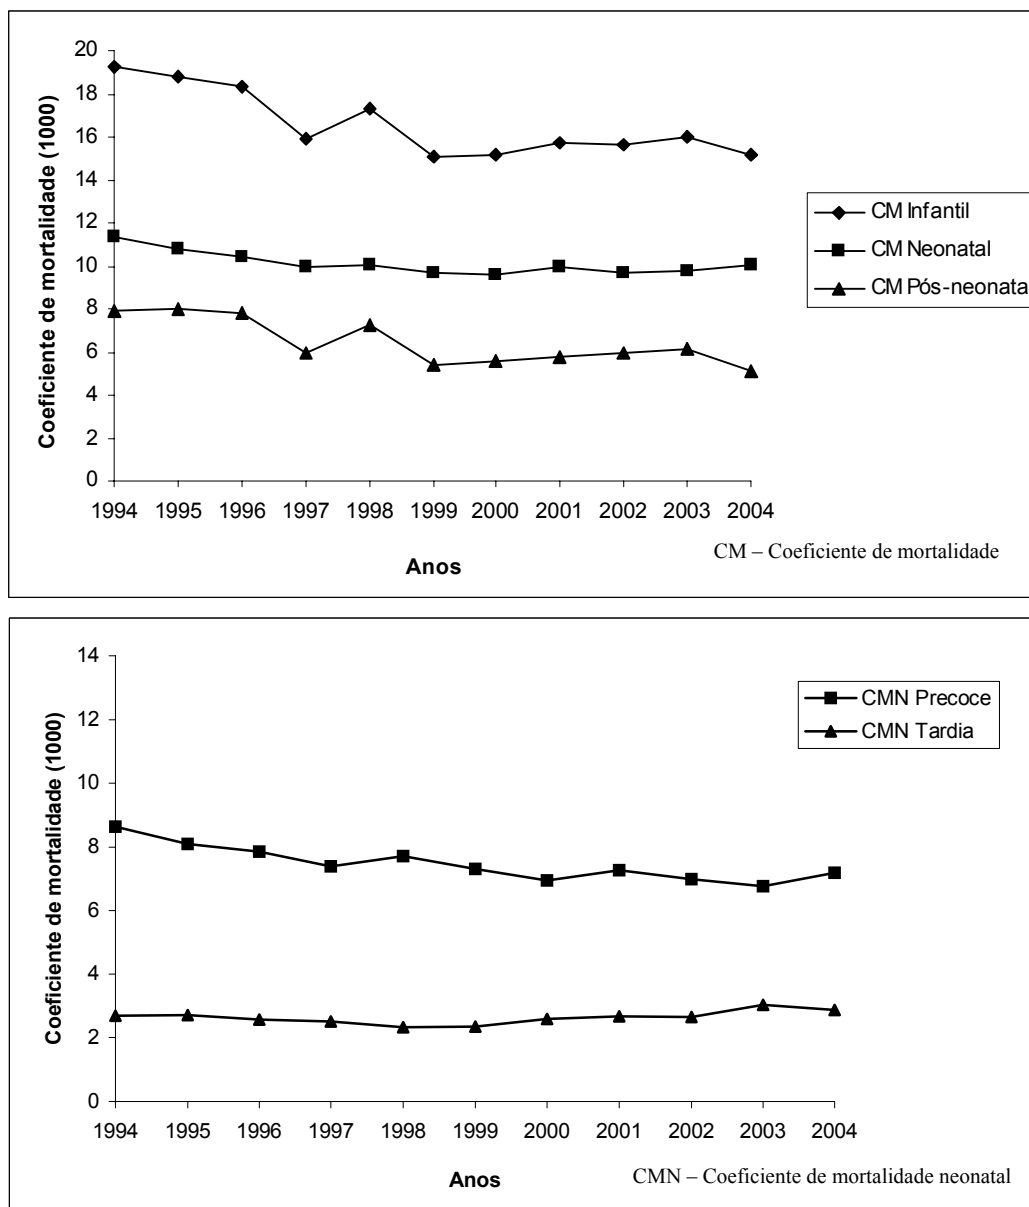 20
18
16
14
12
10
8
6
4
2
0
Coeficiente de mortalidade (1000)
1994 1995 1996 1997 1998 1999 2000 2001 2002 2003 2004
Anos
CM Infantil
CM Neonatal
CM Pós-neonatal
CM – Coeficiente de mortalidade
14
12
10
8
6
4
2
0
Coeficiente de mortalidade (1000)
1994 1995 1996 1997 1998 1999 2000 2001 2002 2003 2004
Anos
CMN Precoce
CMN Tardia
CMN – Coeficiente de mortalidade neonatal